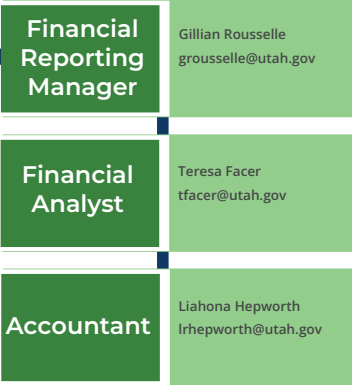 Financial
Reporting
Manager
Gillian Rousselle
grousselle@utah.gov
Financial
Analyst
Teresa Facer
tfacer@utah.gov
Accountant
Liahona Hepworth
lrhepworth@utah.gov